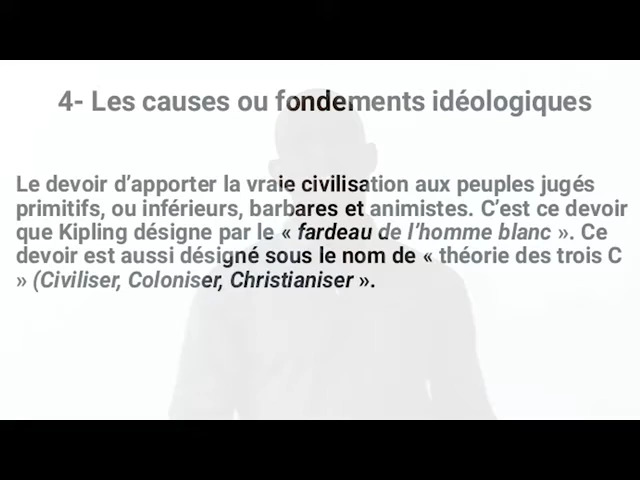 4- Les causes ou fondements idéologiques
Le devoir d’apporter la vraie civilisation aux peuples jugés
primitifs, ou inférieurs, barbares et animistes. C’est ce devoir
que Kipling désigne par le « fardeau de l’homme blanc ». Ce
devoir est aussi désigné sous le nom de « théorie des trois C
» (Civiliser, Coloniser, Christianiser ».